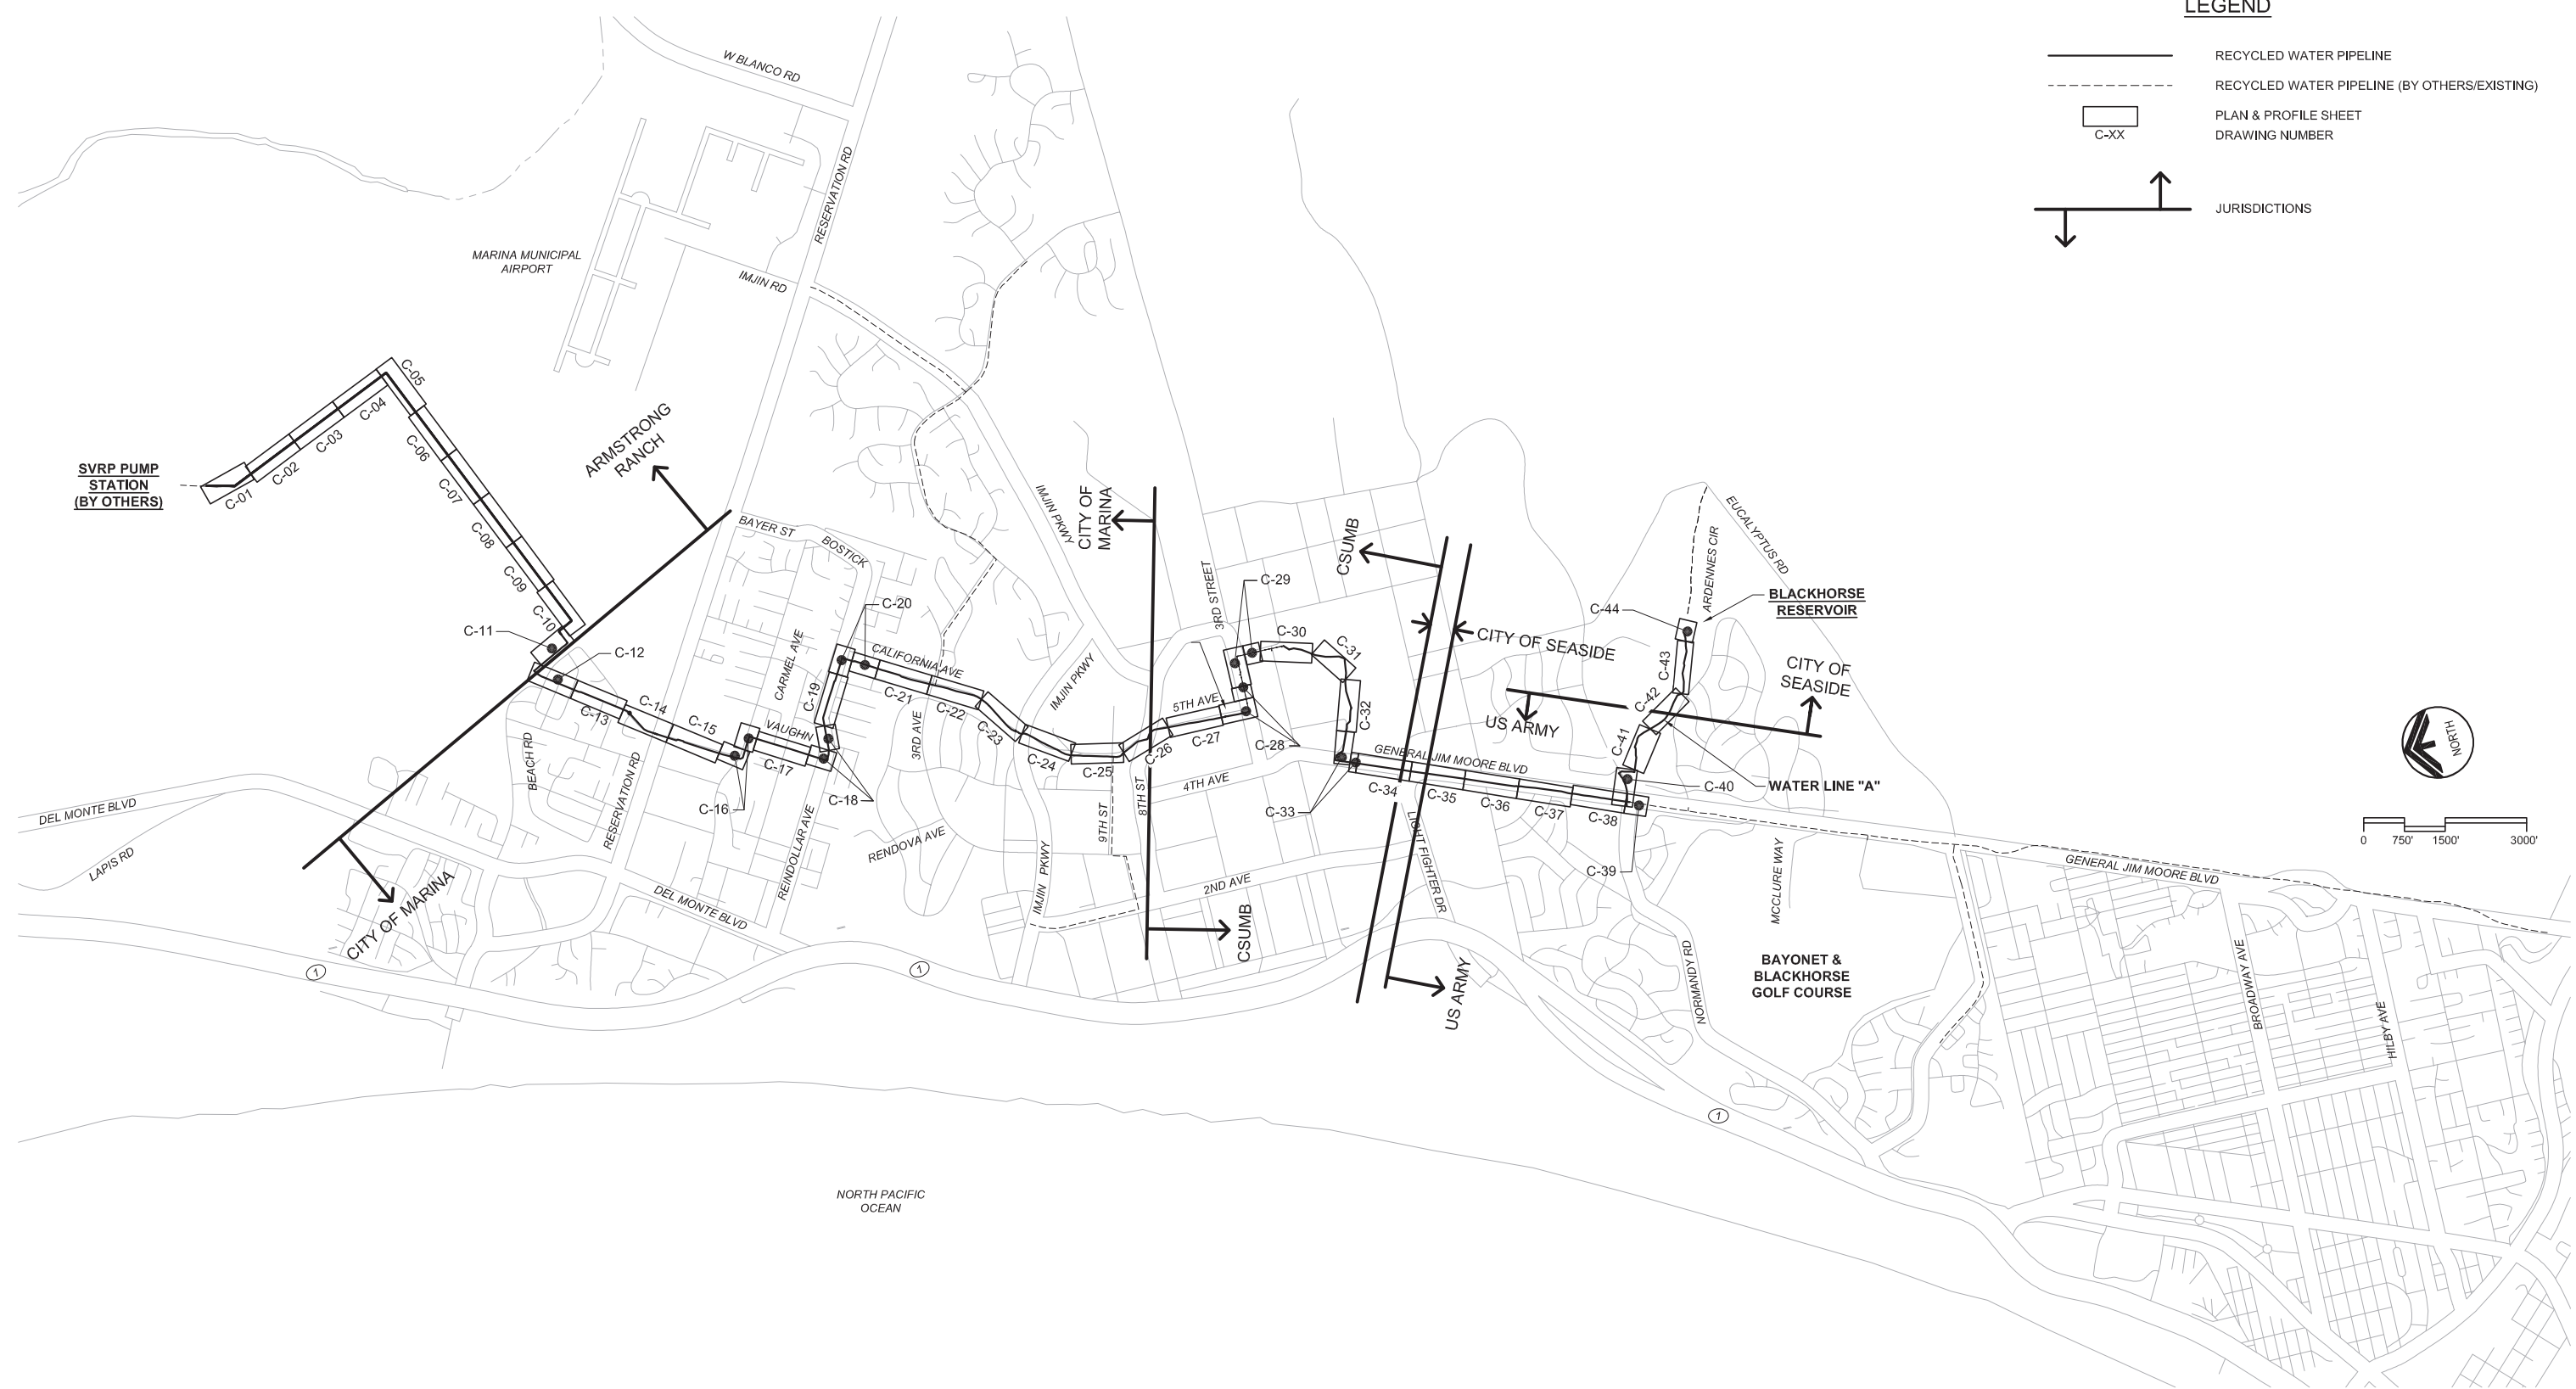 LEGEND
RECYCLED WATER PIPELINE
RECYCLED WATER PIPELINE (BY OTHERS/EXISTING)
PLAN & PROFILE SHEET
C-XX
DRAWING NUMBER
JURISDICTIONS
W BLANCO RD
RESERVATION RD
MARINA MUNICIPAL
AIRPORT
IMJIN RD
SVRP PUMP
STATION
(BY OTHERS)
C-01
C-02
C-03
C-04
C-05
C-06
C-07
C-08
C-09
C-10
C-11
C-12
ARMSTRONG
RANCH
CITY OF MARINA
DEL MONTE BLVD
LAPIS RD
BEACH RD
C-13
C-14
C-15
C-16
RESERVATION RD
DEL MONTE BLVD
BAYER ST
BOSTICK
CARMEL AVE
VAUGHN
C-17
C-18
C-19
C-20
REINDOLLAR AVE
CALIFORNIA AVE
C-21
C-22
C-23
C-24
C-25
3RD AVE
RENDOVA AVE
IMJIN PKWY
IMJIN PKWY
IMJIN PKWY
9TH ST
8TH ST
CITY OF
MARINA
CSUMB
C-26
C-27
5TH AVE
4TH AVE
2ND AVE
3RD STREET
C-28
C-29
C-30
C-31
C-32
C-33
CSUMB
CITY OF SEASIDE
US ARMY
GENERAL JIM MOORE BLVD
C-34
C-35
C-36
C-37
C-38
C-39
C-40
C-41
C-42
C-43
C-44
LIGHT FIGHTER DR
US ARMY
CITY OF
SEASIDE
ARDENNES CIR
EUCALYPTUS RD
BLACKHORSE
RESERVOIR
WATER LINE "A"
NORMANDY RD
MCCLURE WAY
BAYONET &
BLACKHORSE
GOLF COURSE
GENERAL JIM MOORE BLVD
BROADWAY AVE
HILBY AVE
NORTH
0 750' 1500' 3000'
1
1
1
NORTH PACIFIC
OCEAN